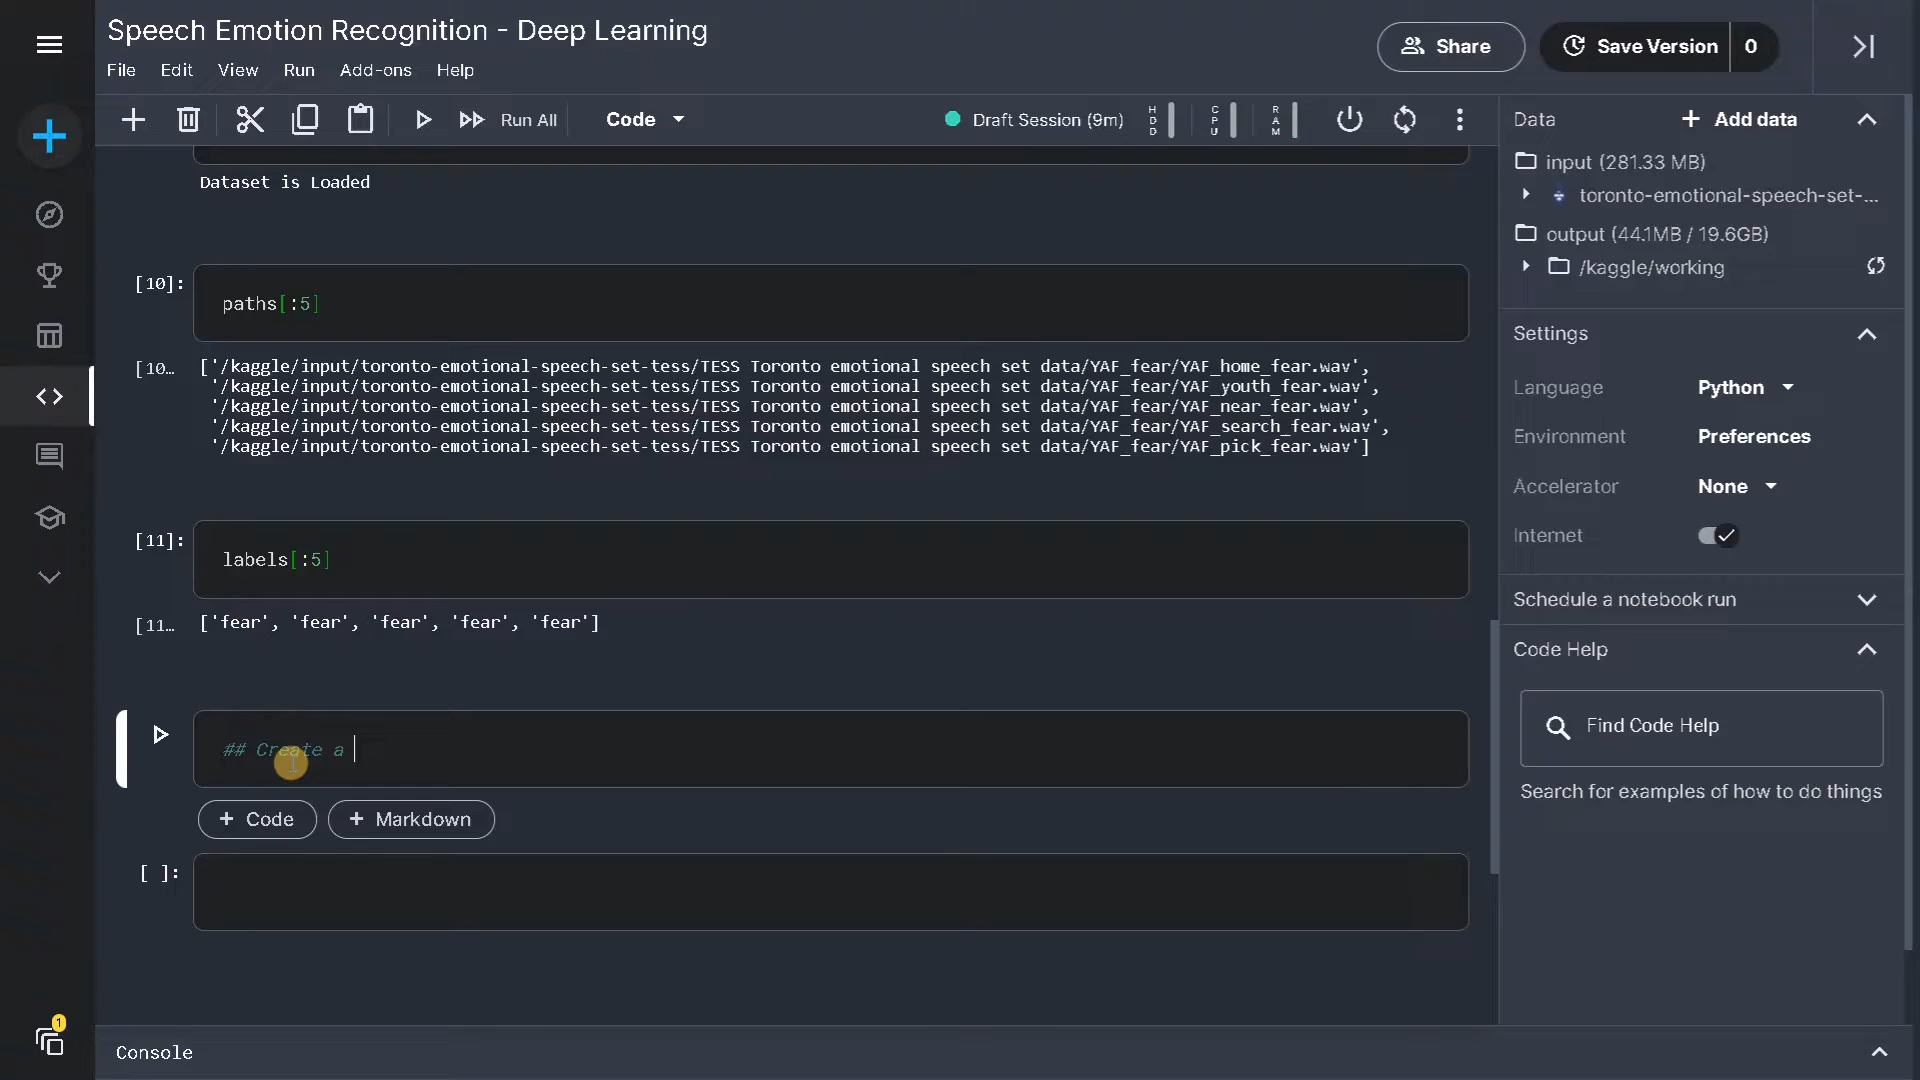 Speech Emotion Recognition - Deep Learning
File Edit View Run Add-ons Help
Share
Save Version 0
Run All
Code
Draft Session (9m)
HDD
CPU
RAM
Dataset is Loaded
[10]:
paths[:5]
[10…
['/kaggle/input/toronto-emotional-speech-set-tess/TESS Toronto emotional speech set data/YAF_fear/YAF_home_fear.wav',
'/kaggle/input/toronto-emotional-speech-set-tess/TESS Toronto emotional speech set data/YAF_fear/YAF_youth_fear.wav',
'/kaggle/input/toronto-emotional-speech-set-tess/TESS Toronto emotional speech set data/YAF_fear/YAF_near_fear.wav',
'/kaggle/input/toronto-emotional-speech-set-tess/TESS Toronto emotional speech set data/YAF_fear/YAF_search_fear.wav',
'/kaggle/input/toronto-emotional-speech-set-tess/TESS Toronto emotional speech set data/YAF_fear/YAF_pick_fear.wav']
[11]:
labels[:5]
[11…
['fear', 'fear', 'fear', 'fear', 'fear']
## Create a
+ Code + Markdown
[ ]:
Console
1
Data
+ Add data
input (281.33 MB)
toronto-emotional-speech-set-...
output (44.1MB / 19.6GB)
/kaggle/working
Settings
Language Python
Environment Preferences
Accelerator None
Internet
Schedule a notebook run
Code Help
Find Code Help
Search for examples of how to do things